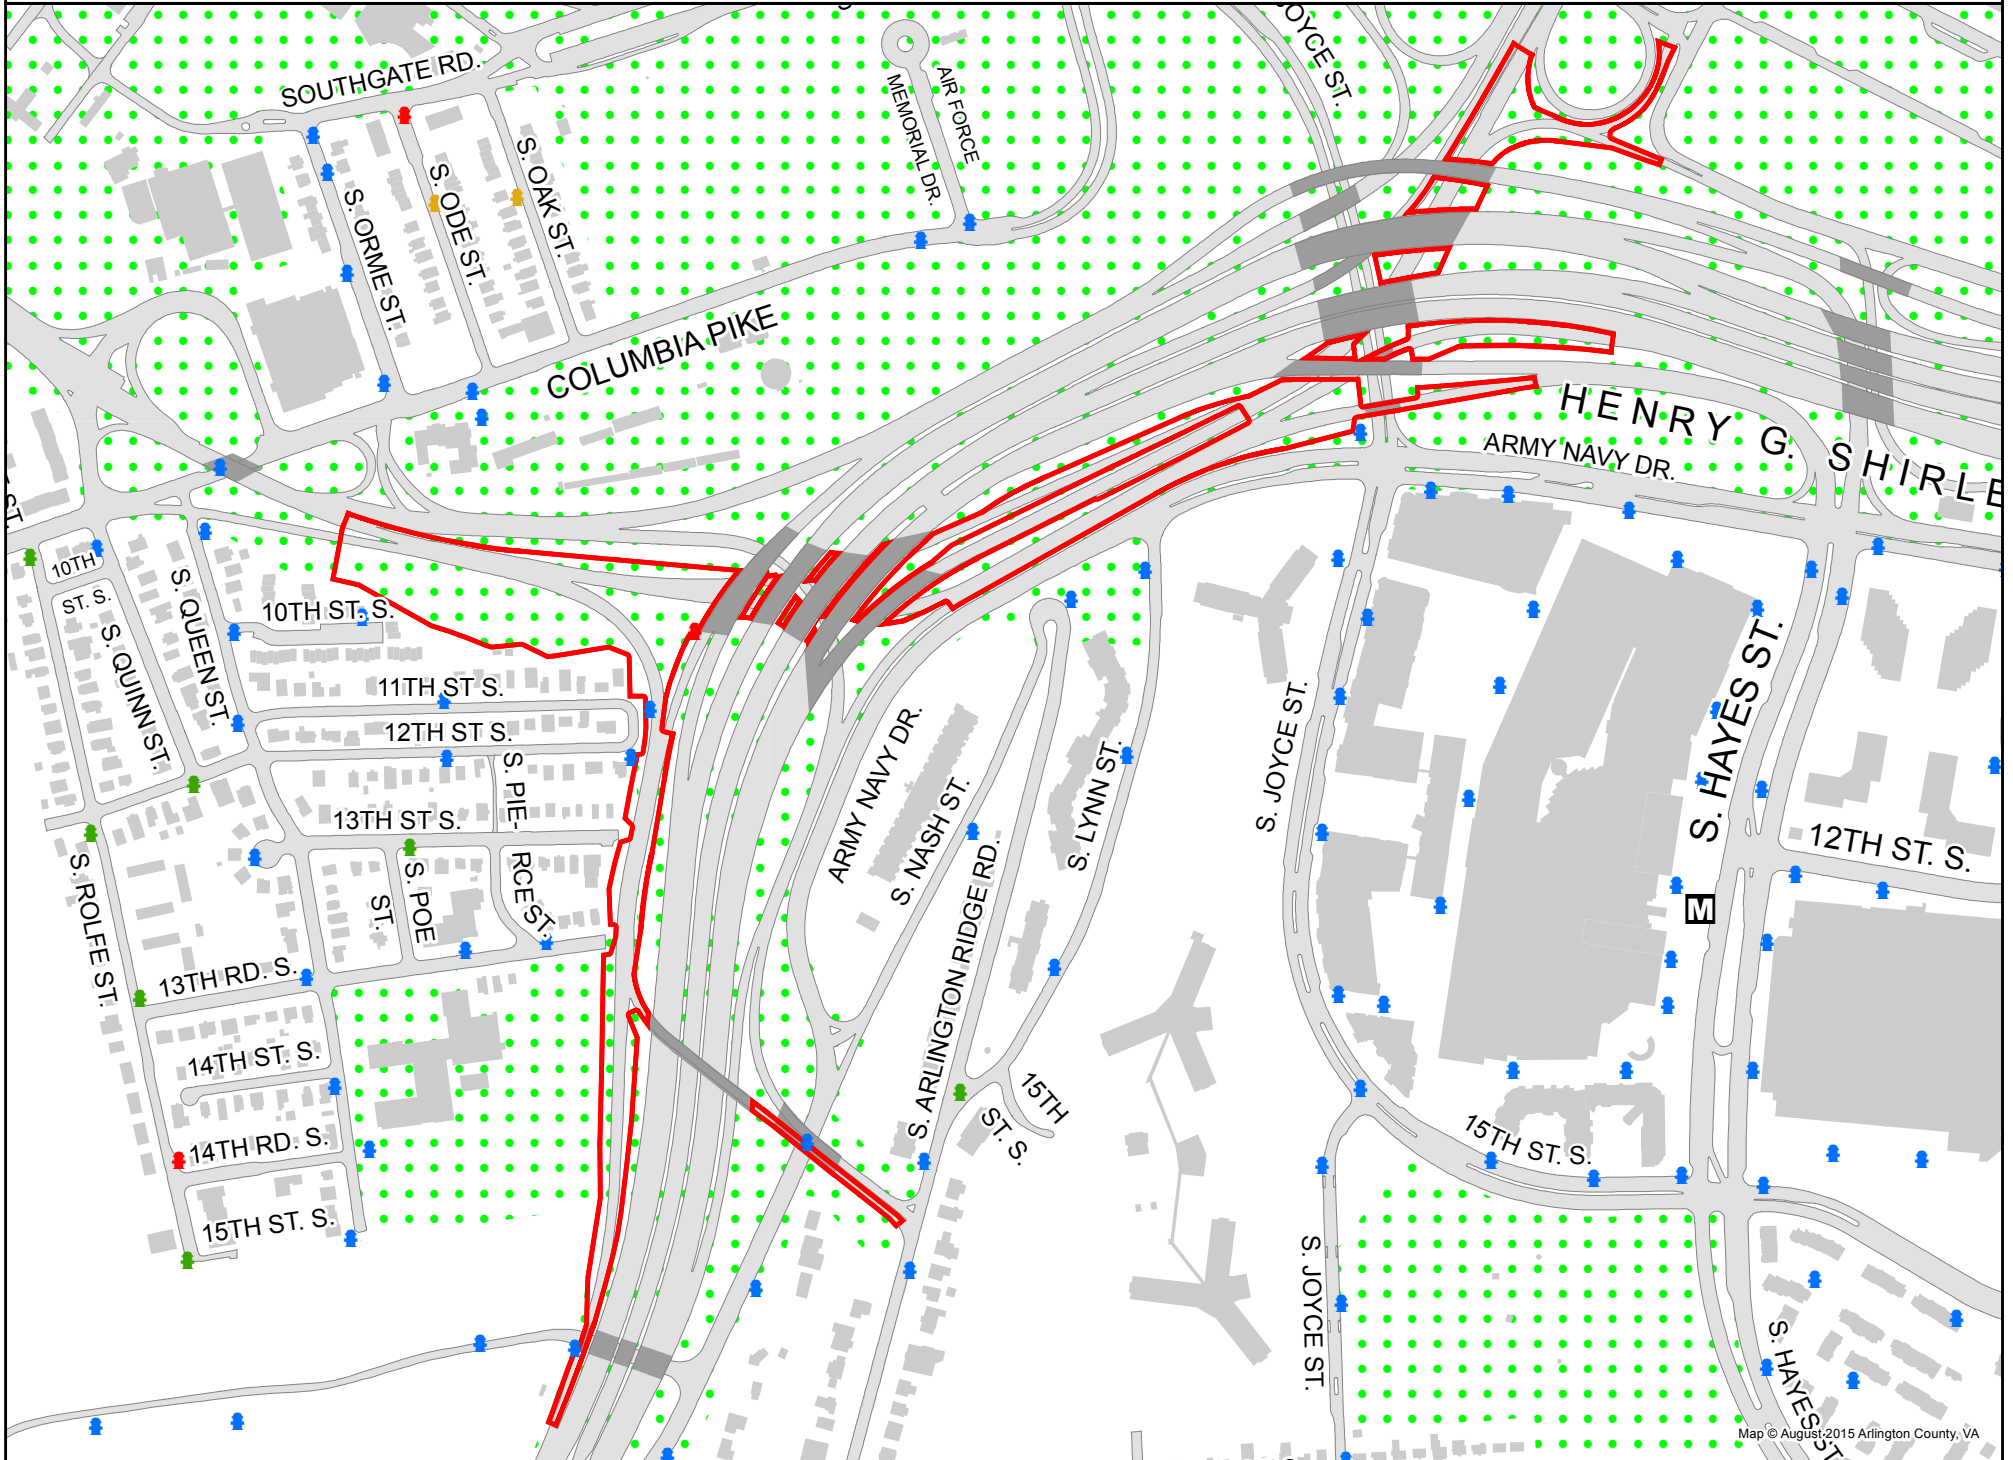 SOUTHGATE RD.
OYCE ST.
AIR FORCE
MEMORIAL DR.
S. ORME ST.
S. ODE ST.
S. OAK ST.
COLUMBIA PIKE
HENRY G. SHIRLE
ARMY NAVY DR.
ST.
10TH
ST. S.
S. QUINN ST.
S. QUEEN ST.
10TH ST. S.
11TH ST S.
12TH ST S.
S. PIE-
RCE ST.
13TH ST S.
S. POE
ST.
S. ROLFE ST.
13TH RD. S.
14TH ST. S.
14TH RD. S.
15TH ST. S.
ARMY NAVY DR.
S. NASH ST.
S. ARLINGTON RIDGE RD.
S. LYNN ST.
15TH
ST. S.
S. JOYCE ST.
S. HAYES ST.
12TH ST. S.
M
15TH ST. S.
S. JOYCE ST.
S. HAYES ST.
Map © August 2015 Arlington County, VA